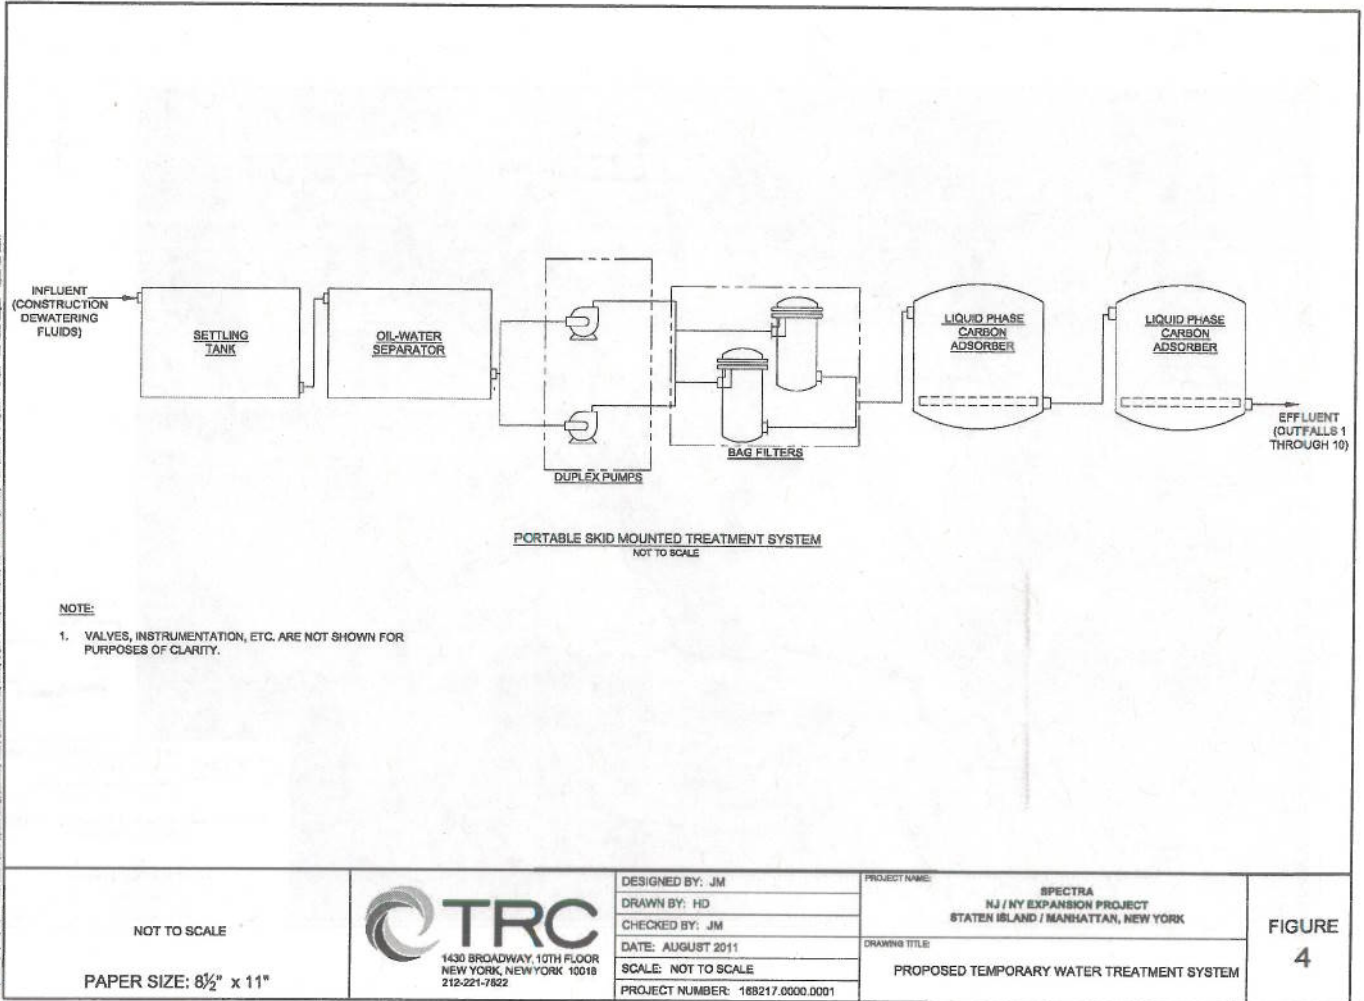 INFLUENT
(CONSTRUCTION
DEWATERING
FLUIDS)
SETTLING
TANK
OIL-WATER
SEPARATOR
DUPLEX PUMPS
BAG FILTERS
LIQUID PHASE
CARBON
ADSORBER
LIQUID PHASE
CARBON
ADSORBER
EFFLUENT
(OUTFALLS 1
THROUGH 10)
PORTABLE SKID MOUNTED TREATMENT SYSTEM
NOT TO SCALE
NOTE:
1. VALVES, INSTRUMENTATION, ETC. ARE NOT SHOWN FOR
PURPOSES OF CLARITY.
NOT TO SCALE
PAPER SIZE: 8½" x 11"
TRC
1430 BROADWAY, 10TH FLOOR
NEW YORK, NEW YORK 10018
212-221-7822
DESIGNED BY: JM
DRAWN BY: HD
CHECKED BY: JM
DATE: AUGUST 2011
SCALE: NOT TO SCALE
PROJECT NUMBER: 168217.0000.0001
PROJECT NAME:
SPECTRA
NJ / NY EXPANSION PROJECT
STATEN ISLAND / MANHATTAN, NEW YORK
DRAWING TITLE:
PROPOSED TEMPORARY WATER TREATMENT SYSTEM
FIGURE
4